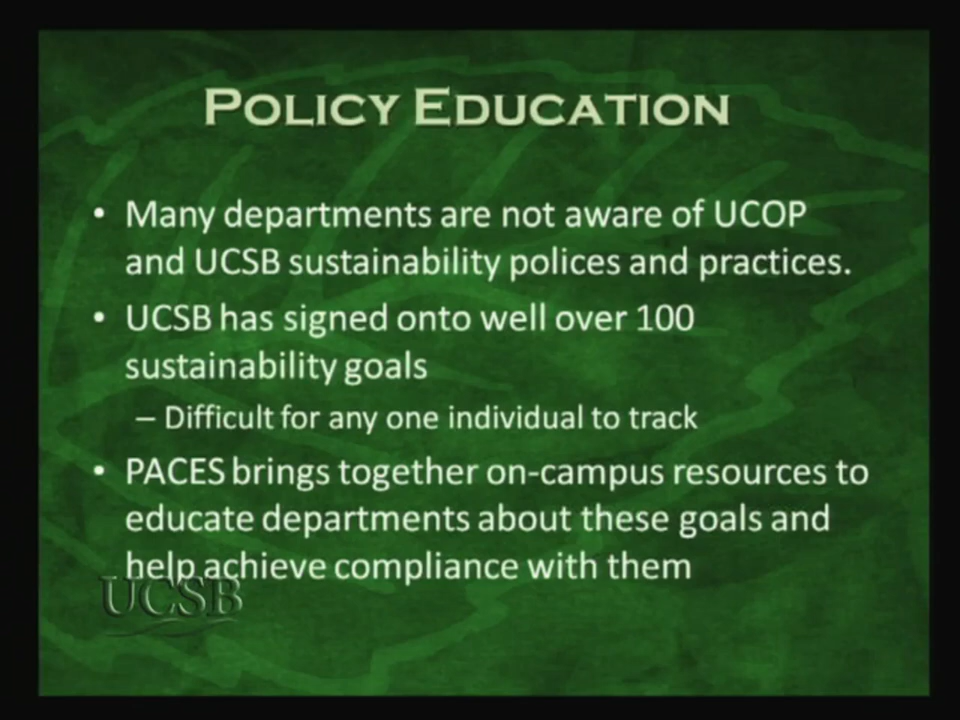 POLICY EDUCATION
• Many departments are not aware of UCOP
and UCSB sustainability polices and practices.
• UCSB has signed onto well over 100
sustainability goals
– Difficult for any one individual to track
• PACES brings together on-campus resources to
educate departments about these goals and
help achieve compliance with them
UCSB